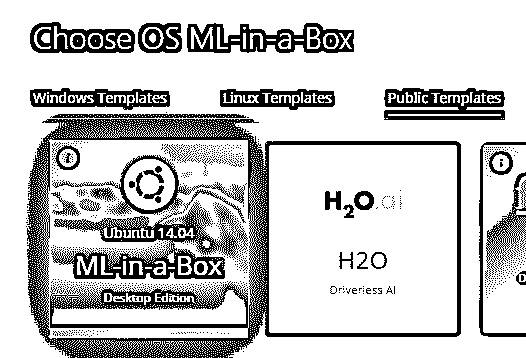 Choose OS ML-in-a-Box
Windows Templates
Linux Templates
Public Templates
Ubuntu 14.04
ML-in-a-Box
Desktop Edition
H2O.ai
H2O
Driverless AI